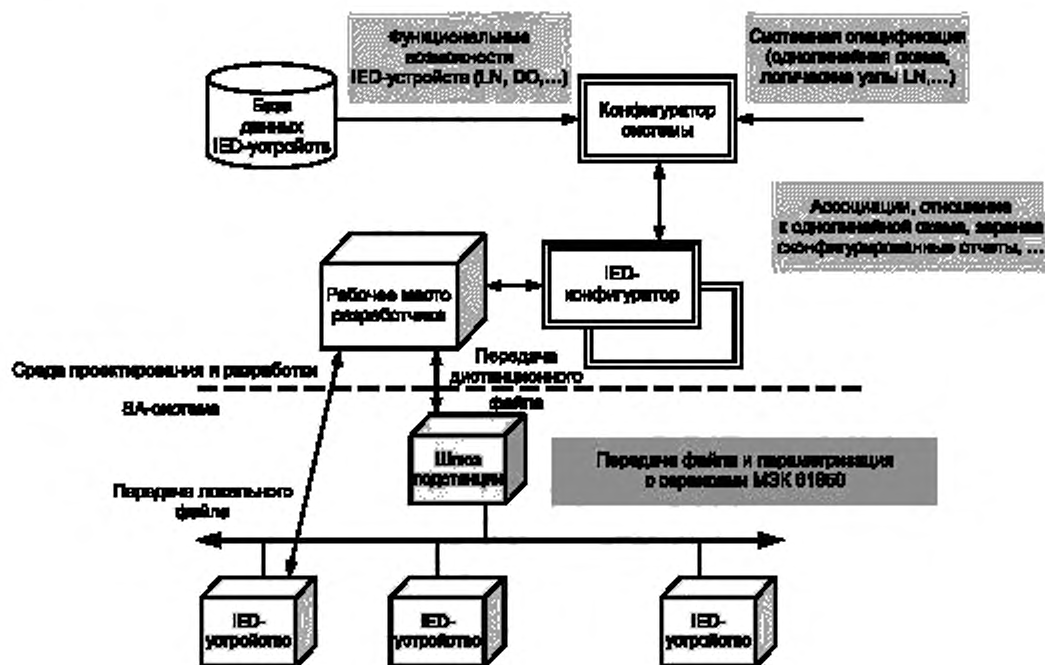 Функциональные
возможности
IED-устройств (LN, DO,...)
Системная спецификация
(однолинейная схема,
логические узлы LN,...)
База
данных
IED-устройств
Конфигуратор
системы
Ассоциации, отношение
к однолинейной схеме, заранее
сконфигурированные отчеты, ...
IED-
конфигуратор
Рабочее место
разработчика
Передача
дистанционного
файла
Среда проектирования и разработки
SA-система
Шлюз
подстанции
Передача файла и параметризация
с сервисами МЭК 61850
Передача локального
файла
IED-
устройство
IED-
устройство
IED-
устройство